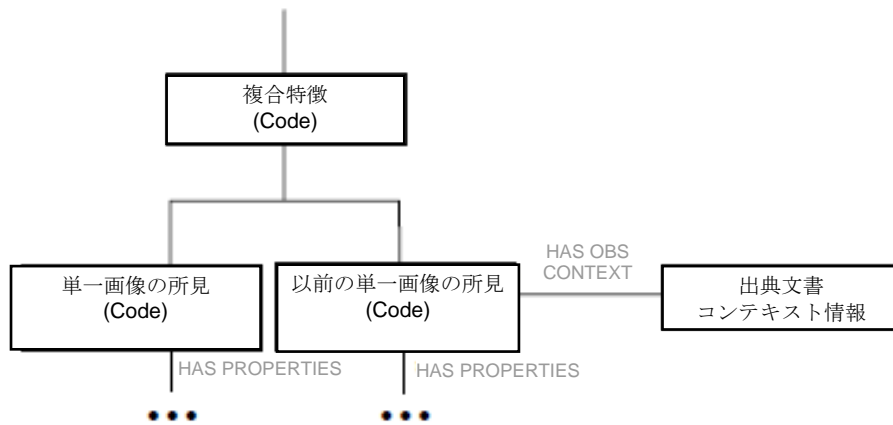 複合特徴
(Code)
単一画像の所見
(Code)
以前の単一画像の所見
(Code)
HAS OBS
CONTEXT
出典文書
コンテキスト情報
HAS PROPERTIES
HAS PROPERTIES